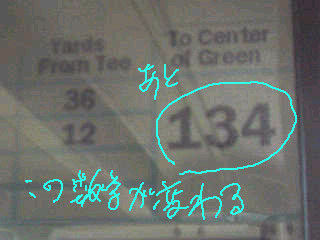 Yards To Center
From Tee of Green
あと
36
12 134
この数字が変わる